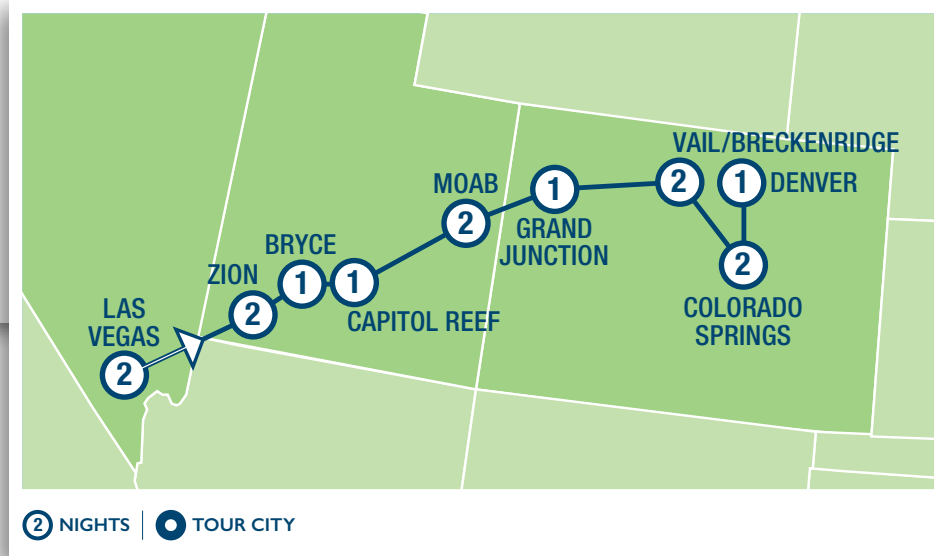 VAIL/BRECKENRIDGE
MOAB
1
2
1
DENVER
2
GRAND
JUNCTION
BRYCE
ZION
1
1
2
LAS
VEGAS
2
CAPITOL REEF
2
COLORADO
SPRINGS
2 NIGHTS
TOUR CITY